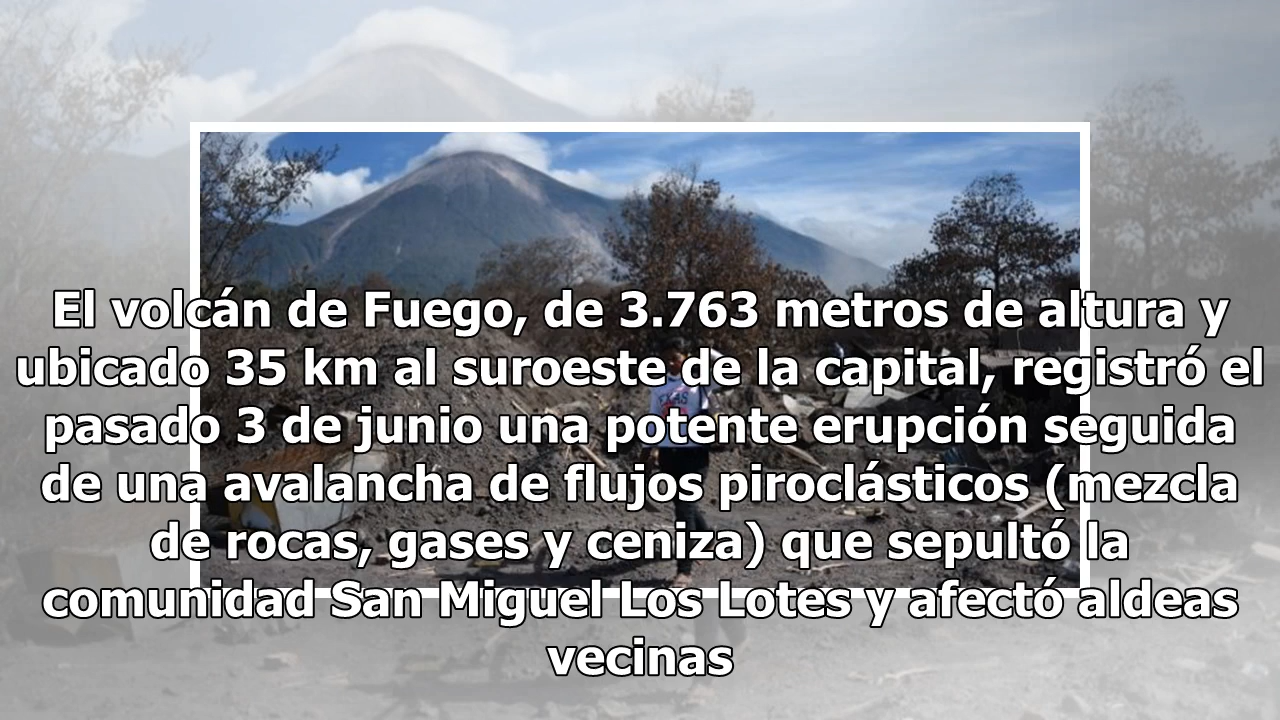 El volcán de Fuego, de 3.763 metros de altura y
ubicado 35 km al suroeste de la capital, registró el
pasado 3 de junio una potente erupción seguida
de una avalancha de flujos piroclásticos (mezcla
de rocas, gases y ceniza) que sepultó la
comunidad San Miguel Los Lotes y afectó aldeas
vecinas